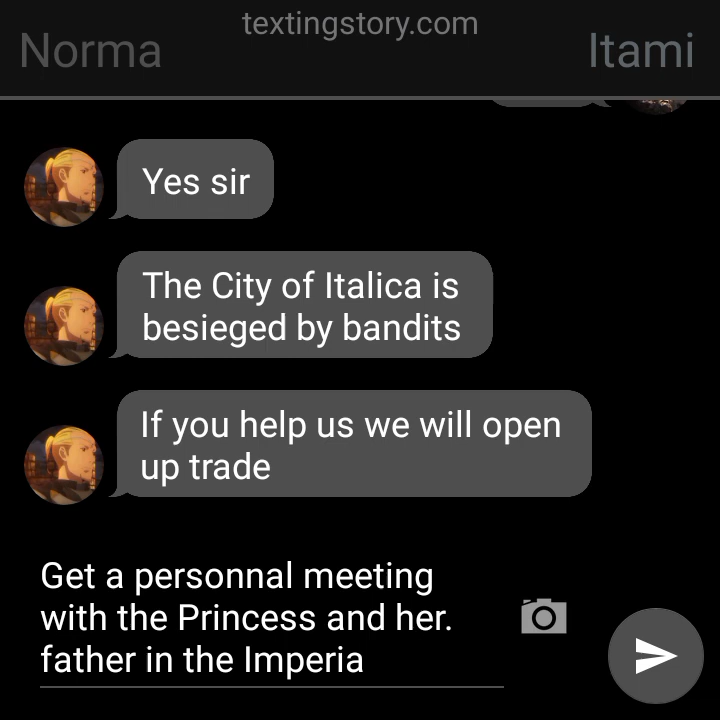 textingstory.com
Norma
Itami
Yes sir
The City of Italica is
besieged by bandits
If you help us we will open
up trade
Get a personnal meeting
with the Princess and her.
father in the Imperia